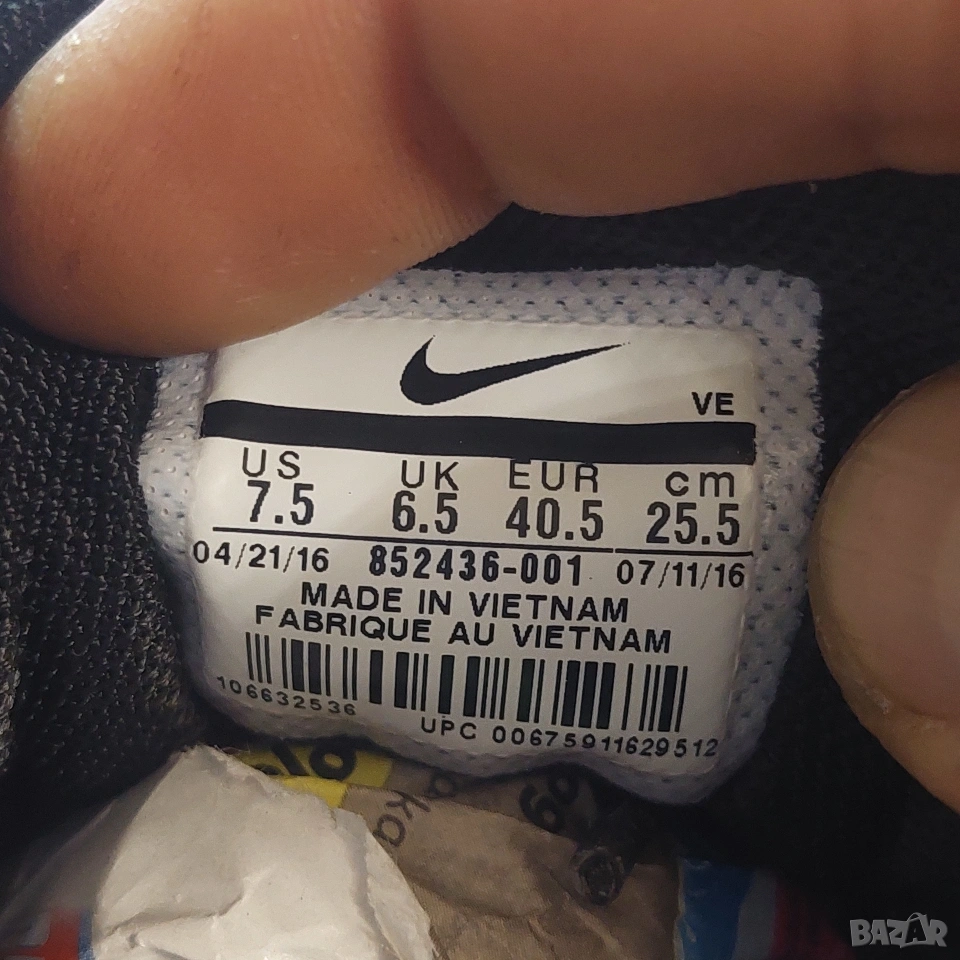 VE
US UK EUR cm
7.5 6.5 40.5 25.5
04/21/16 852436-001 07/11/16
MADE IN VIETNAM
FABRIQUE AU VIETNAM
106632536
UPC 00675911629512
ka
BAZAR